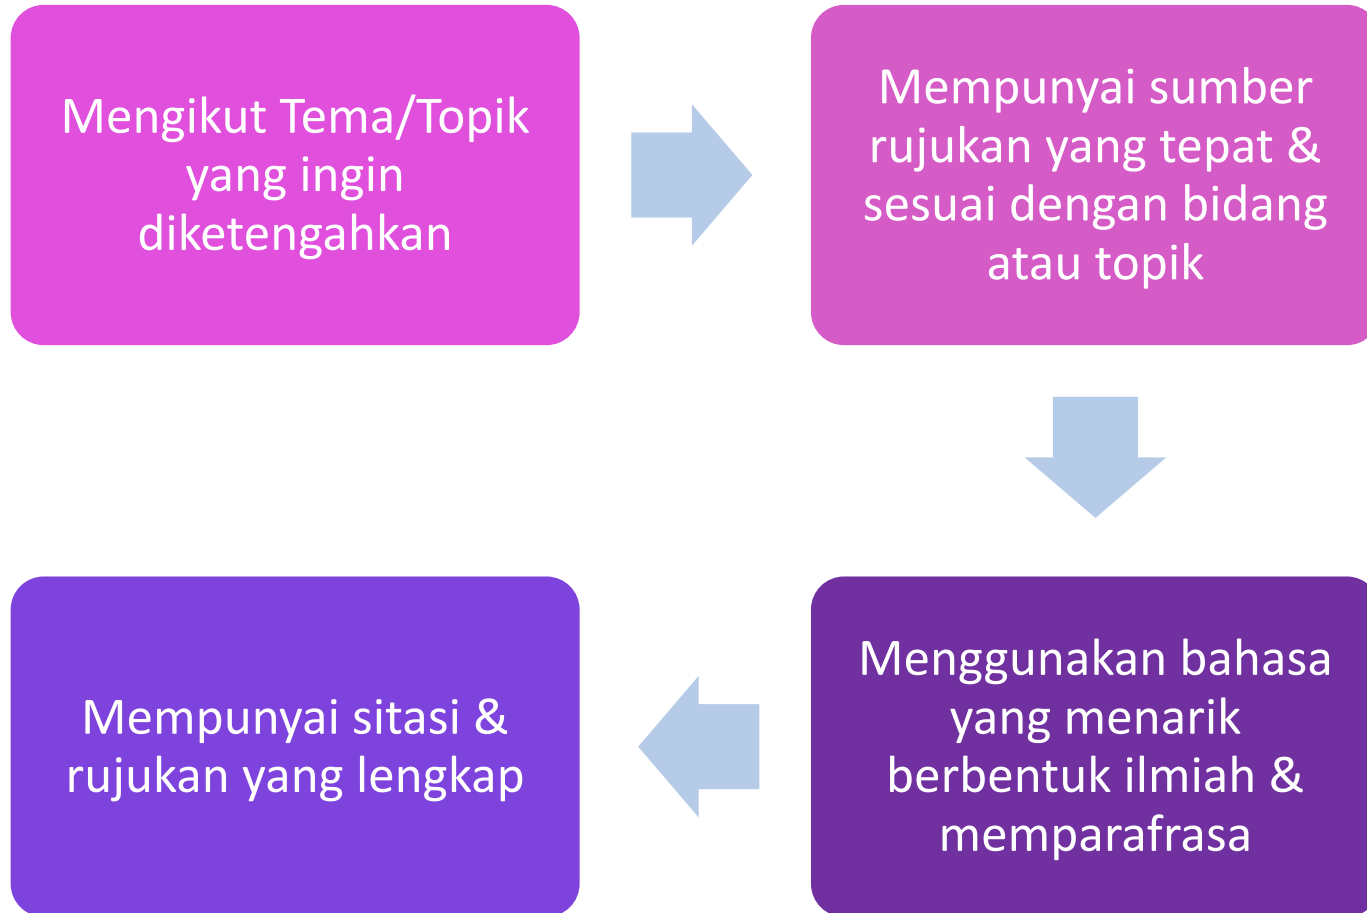 Mengikut Tema/Topik
yang ingin
diketengahkan
Mempunyai sumber
rujukan yang tepat &
sesuai dengan bidang
atau topik
Menggunakan bahasa
yang menarik
berbentuk ilmiah &
memparafrasa
Mempunyai sitasi &
rujukan yang lengkap